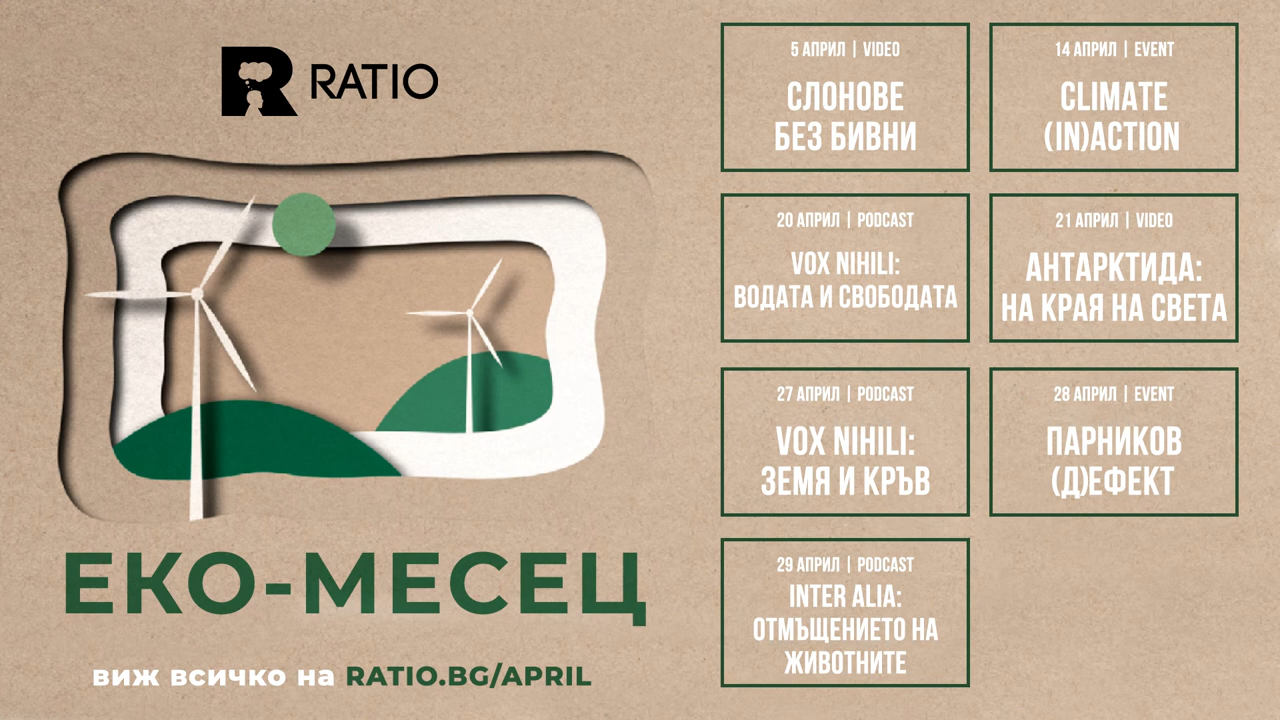 RATIO
ЕКО-МЕСЕЦ
виж всичко на RATIO.BG/APRIL
5 АПРИЛ | VIDEO
СЛОНОВЕ
БЕЗ БИВНИ
14 АПРИЛ | EVENT
CLIMATE
(IN)ACTION
20 АПРИЛ | PODCAST
VOX NIHILI:
ВОДАТА И СВОБОДАТА
21 АПРИЛ | VIDEO
АНТАРКТИДА:
НА КРАЯ НА СВЕТА
27 АПРИЛ | PODCAST
VOX NIHILI:
ЗЕМЯ И КРЪВ
28 АПРИЛ | EVENT
ПАРНИКОВ
(Д)ЕФЕКТ
29 АПРИЛ | PODCAST
INTER ALIA:
ОТМЪЩЕНИЕТО НА
ЖИВОТНИТЕ